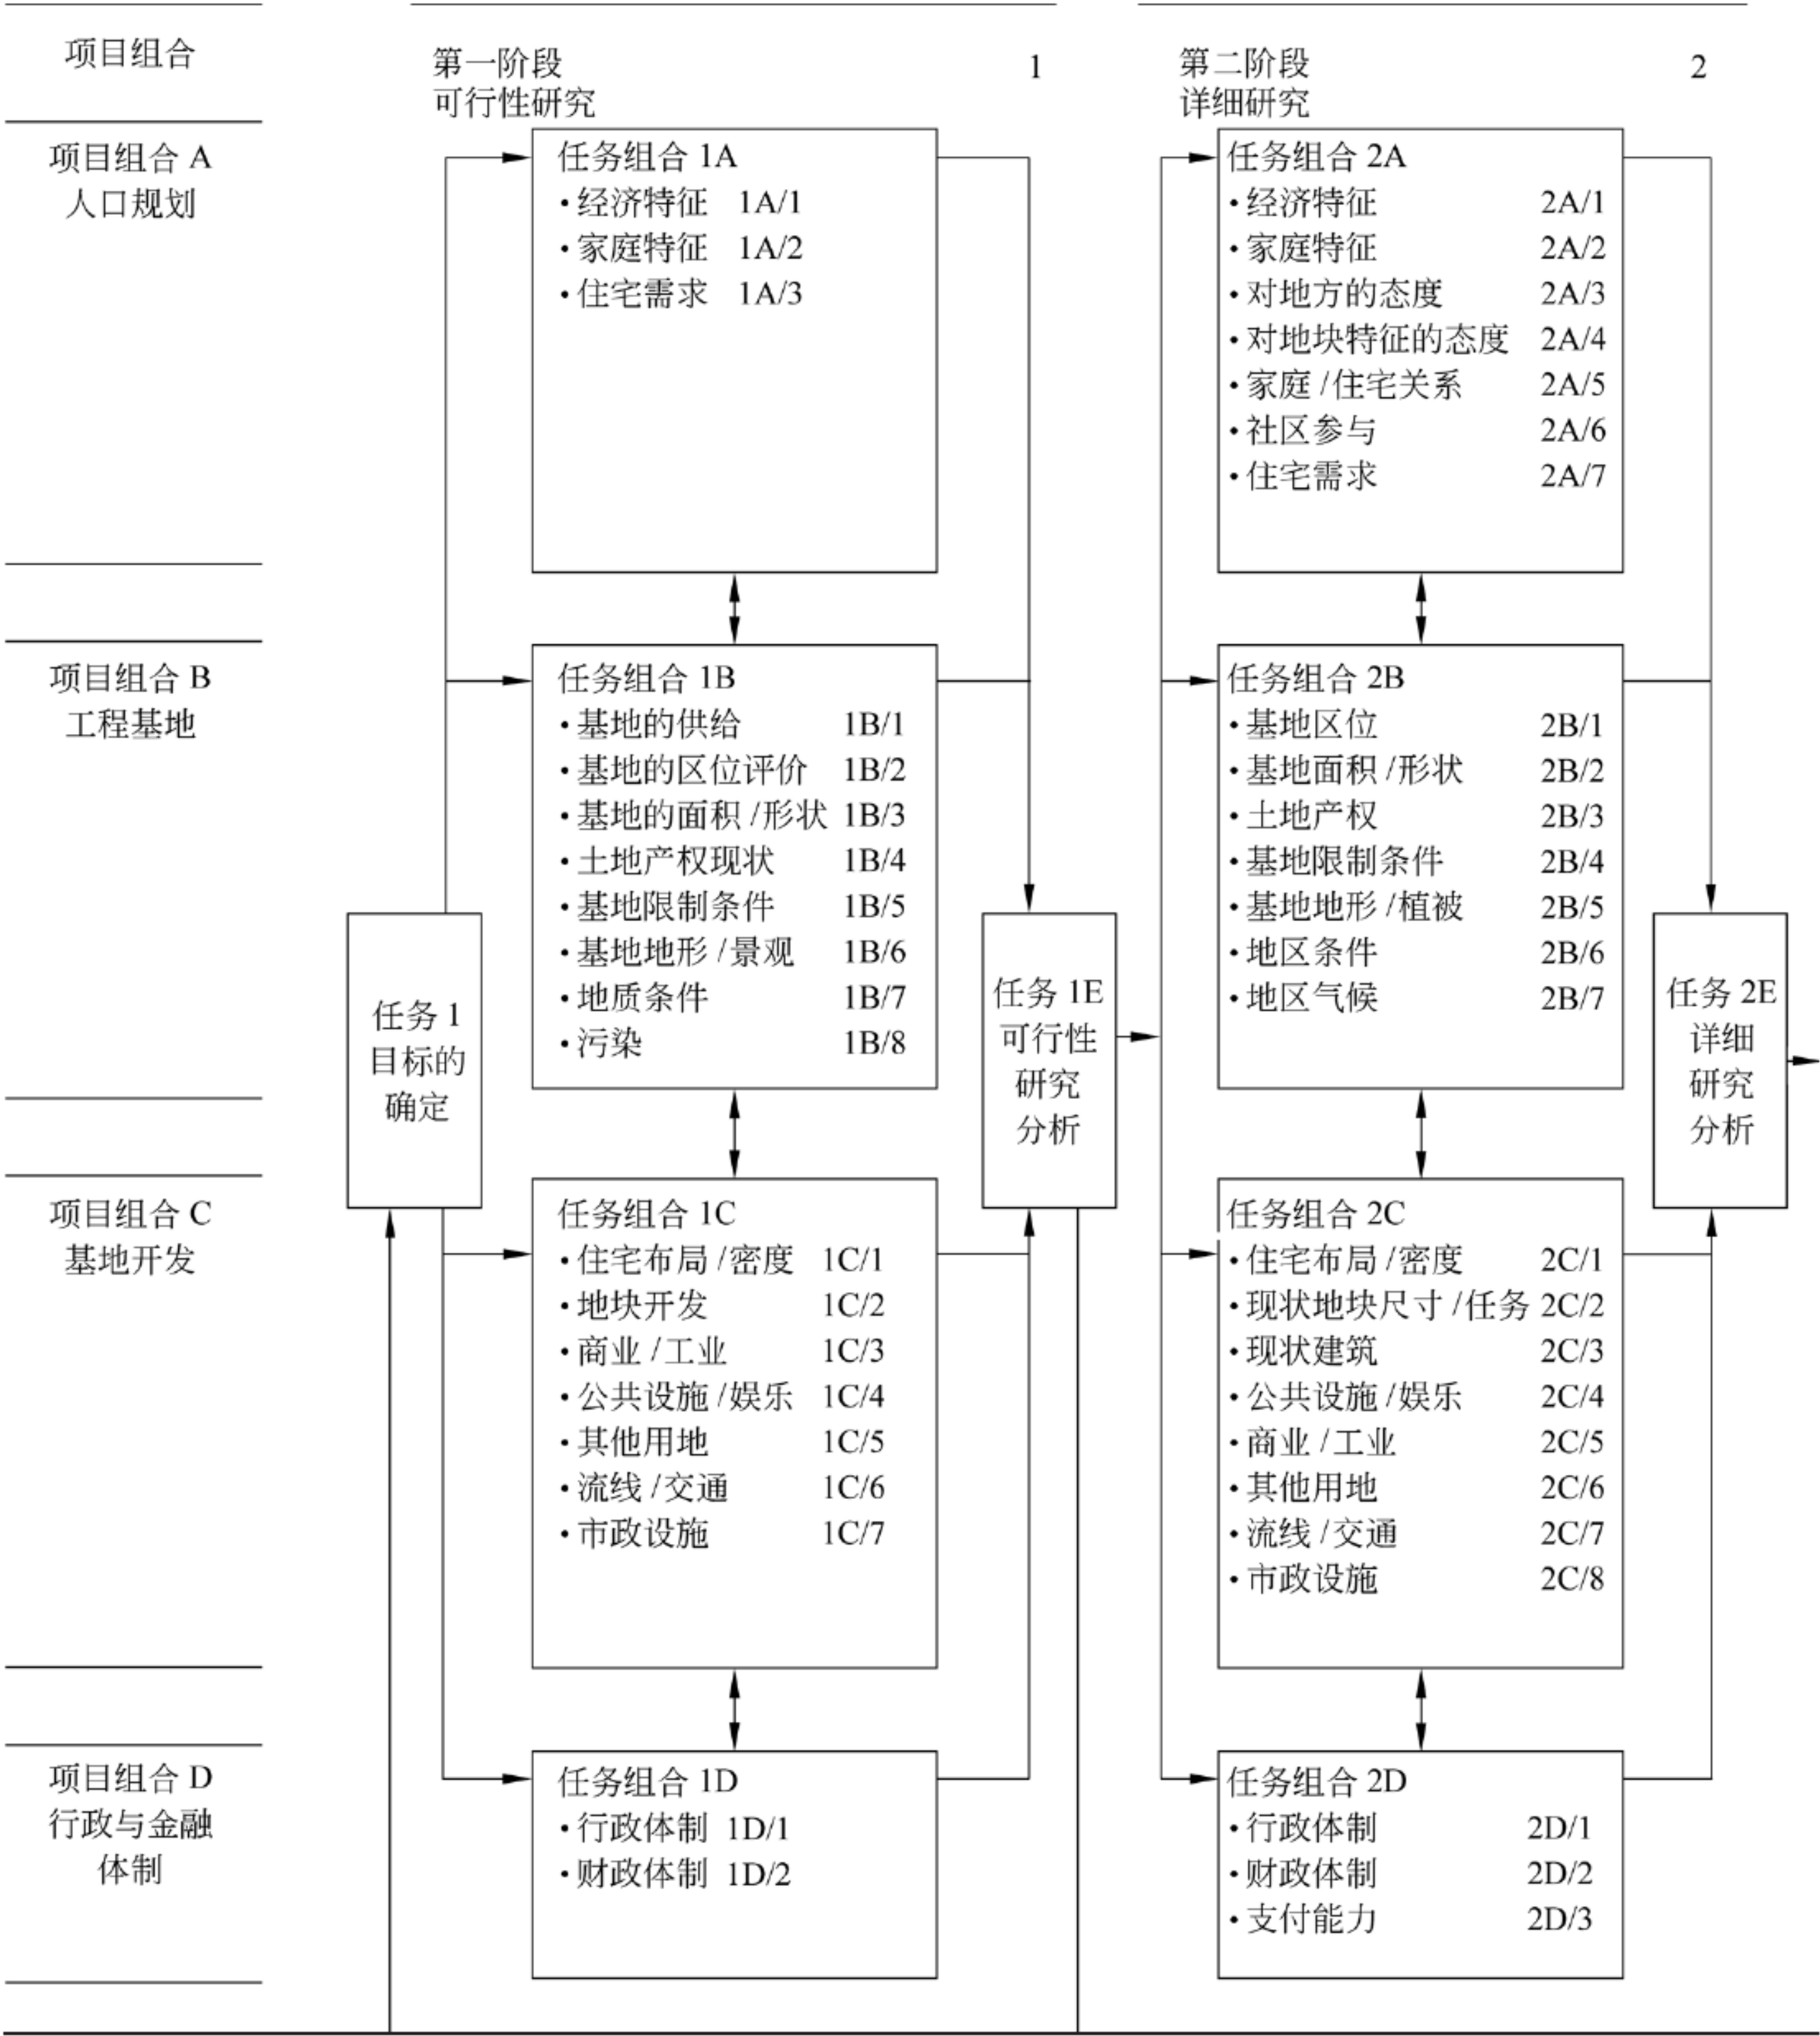 项目组合
第一阶段 1
可行性研究
第二阶段 2
详细研究
项目组合 A
人口规划
任务组合 1A
·经济特征 1A/1
·家庭特征 1A/2
·住宅需求 1A/3
任务组合 2A
·经济特征 2A/1
·家庭特征 2A/2
·对地方的态度 2A/3
·对地块特征的态度 2A/4
·家庭/住宅关系 2A/5
·社区参与 2A/6
·住宅需求 2A/7
项目组合 B
工程基地
任务组合 1B
·基地的供给 1B/1
·基地的区位评价 1B/2
·基地的面积/形状 1B/3
·土地产权现状 1B/4
·基地限制条件 1B/5
·基地地形/景观 1B/6
·地质条件 1B/7
·污染 1B/8
任务组合 2B
·基地区位 2B/1
·基地面积/形状 2B/2
·土地产权 2B/3
·基地限制条件 2B/4
·基地地形/植被 2B/5
·地区条件 2B/6
·地区气候 2B/7
任务 1
目标的
确定
任务 1E
可行性
研究
分析
任务 2E
详细
研究
分析
项目组合 C
基地开发
任务组合 1C
·住宅布局/密度 1C/1
·地块开发 1C/2
·商业/工业 1C/3
·公共设施/娱乐 1C/4
·其他用地 1C/5
·流线/交通 1C/6
·市政设施 1C/7
任务组合 2C
·住宅布局/密度 2C/1
·现状地块尺寸/任务 2C/2
·现状建筑 2C/3
·公共设施/娱乐 2C/4
·商业/工业 2C/5
·其他用地 2C/6
·流线/交通 2C/7
·市政设施 2C/8
项目组合 D
行政与金融
体制
任务组合 1D
·行政体制 1D/1
·财政体制 1D/2
任务组合 2D
·行政体制 2D/1
·财政体制 2D/2
·支付能力 2D/3